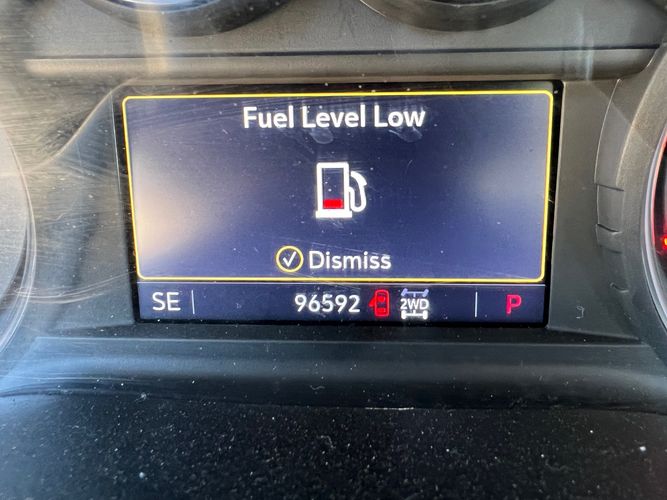 Fuel Level Low
Dismiss
SE 96592 2WD P